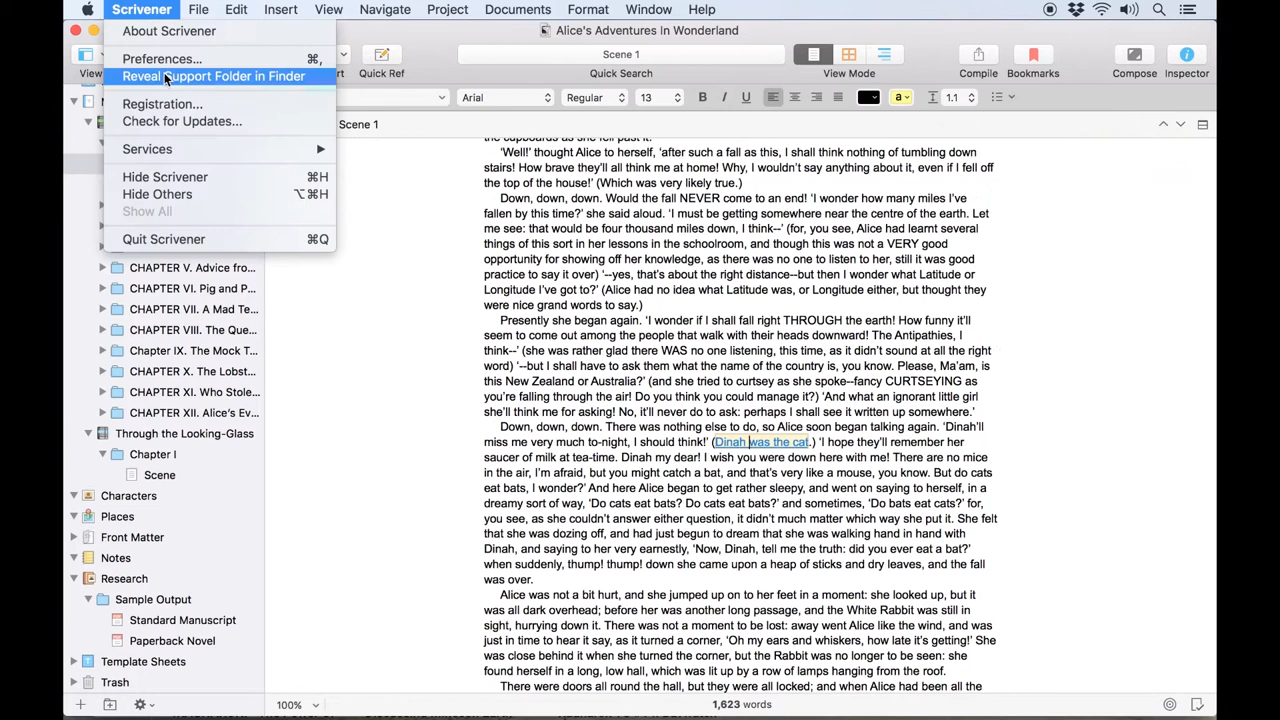 Scrivener File Edit Insert View Navigate Project Documents Format Window Help
About Scrivener
Preferences... ⌘,
Reveal Support Folder in Finder
Registration...
Check for Updates...
Services
Hide Scrivener ⌘H
Hide Others ⌥⌘H
Show All
Quit Scrivener ⌘Q
Alice's Adventures In Wonderland
View
Quick Ref
Scene 1
Quick Search
View Mode
Compile
Bookmarks
Compose
Inspector
Arial Regular 13 B I U a 1.1
Scene 1
CHAPTER V. Advice fro...
CHAPTER VI. Pig and P...
CHAPTER VII. A Mad Te...
CHAPTER VIII. The Que...
Chapter IX. The Mock T...
CHAPTER X. The Lobst...
CHAPTER XI. Who Stole...
CHAPTER XII. Alice's Ev...
Through the Looking-Glass
Chapter I
Scene
Characters
Places
Front Matter
Notes
Research
Sample Output
Standard Manuscript
Paperback Novel
Template Sheets
Trash
the cupboards as she fell past it.
‘Well!’ thought Alice to herself, ‘after such a fall as this, I shall think nothing of tumbling down
stairs! How brave they’ll all think me at home! Why, I wouldn’t say anything about it, even if I fell off
the top of the house!’ (Which was very likely true.)
Down, down, down. Would the fall NEVER come to an end! ‘I wonder how many miles I’ve
fallen by this time?’ she said aloud. ‘I must be getting somewhere near the centre of the earth. Let
me see: that would be four thousand miles down, I think--’ (for, you see, Alice had learnt several
things of this sort in her lessons in the schoolroom, and though this was not a VERY good
opportunity for showing off her knowledge, as there was no one to listen to her, still it was good
practice to say it over) ‘--yes, that’s about the right distance--but then I wonder what Latitude or
Longitude I’ve got to?’ (Alice had no idea what Latitude was, or Longitude either, but thought they
were nice grand words to say.)
Presently she began again. ‘I wonder if I shall fall right THROUGH the earth! How funny it’ll
seem to come out among the people that walk with their heads downward! The Antipathies, I
think--’ (she was rather glad there WAS no one listening, this time, as it didn’t sound at all the right
word) ‘--but I shall have to ask them what the name of the country is, you know. Please, Ma’am, is
this New Zealand or Australia?’ (and she tried to curtsey as she spoke--fancy CURTSEYING as
you’re falling through the air! Do you think you could manage it?) ‘And what an ignorant little girl
she’ll think me for asking! No, it’ll never do to ask: perhaps I shall see it written up somewhere.’
Down, down, down. There was nothing else to do, so Alice soon began talking again. ‘Dinah’ll
miss me very much to-night, I should think!’ (Dinah was the cat.) ‘I hope they’ll remember her
saucer of milk at tea-time. Dinah my dear! I wish you were down here with me! There are no mice
in the air, I’m afraid, but you might catch a bat, and that’s very like a mouse, you know. But do cats
eat bats, I wonder?’ And here Alice began to get rather sleepy, and went on saying to herself, in a
dreamy sort of way, ‘Do cats eat bats? Do cats eat bats?’ and sometimes, ‘Do bats eat cats?’ for,
you see, as she couldn’t answer either question, it didn’t much matter which way she put it. She felt
that she was dozing off, and had just begun to dream that she was walking hand in hand with
Dinah, and saying to her very earnestly, ‘Now, Dinah, tell me the truth: did you ever eat a bat?’
when suddenly, thump! thump! down she came upon a heap of sticks and dry leaves, and the fall
was over.
Alice was not a bit hurt, and she jumped up on to her feet in a moment: she looked up, but it
was all dark overhead; before her was another long passage, and the White Rabbit was still in
sight, hurrying down it. There was not a moment to be lost: away went Alice like the wind, and was
just in time to hear it say, as it turned a corner, ‘Oh my ears and whiskers, how late it’s getting!’ She
was close behind it when she turned the corner, but the Rabbit was no longer to be seen: she
found herself in a long, low hall, which was lit up by a row of lamps hanging from the roof.
There were doors all round the hall, but they were all locked; and when Alice had been all the
100%
1,623 words